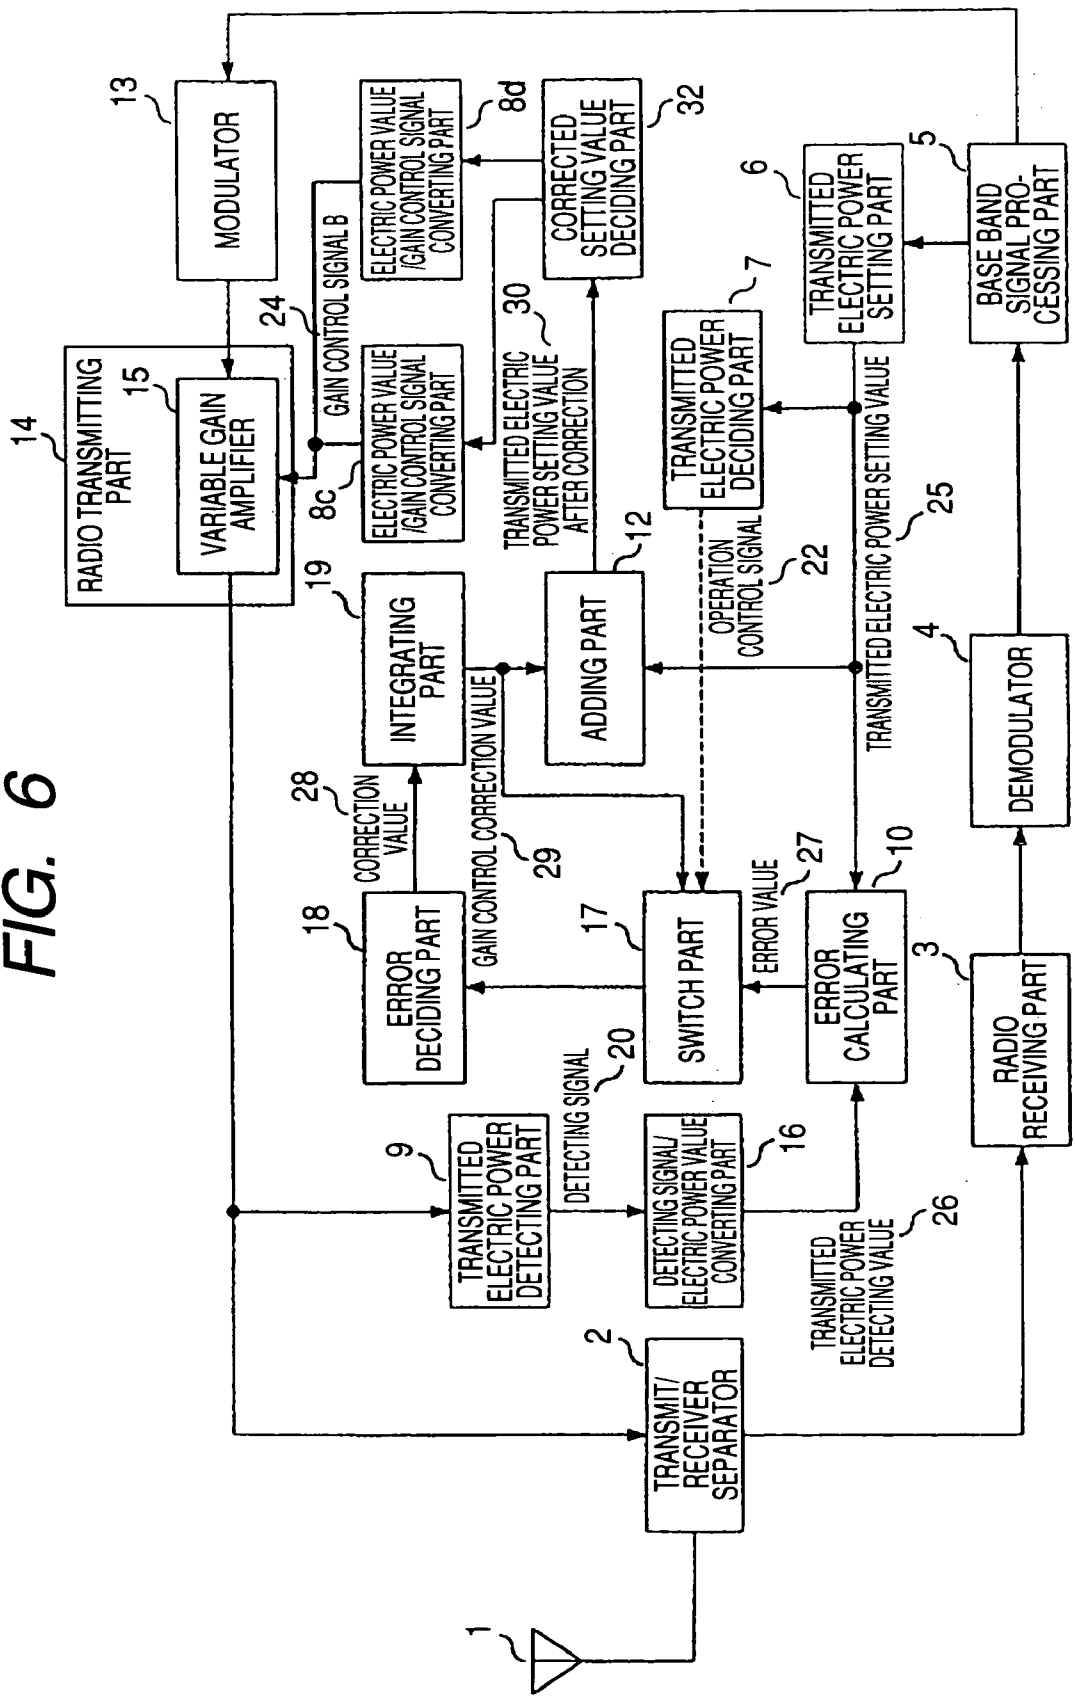 FIG. 6
14
RADIO TRANSMITTING
PART
15
VARIABLE GAIN
AMPLIFIER
13
MODULATOR
24
GAIN CONTROL SIGNAL B
8c
ELECTRIC POWER VALUE
/GAIN CONTROL SIGNAL
CONVERTING PART
ELECTRIC POWER VALUE
/GAIN CONTROL SIGNAL
CONVERTING PART
8d
18
ERROR
DECIDING PART
28
CORRECTION
VALUE
19
INTEGRATING
PART
GAIN CONTROL CORRECTION VALUE
29
TRANSMITTED ELECTRIC
POWER SETTING VALUE
AFTER CORRECTION
30
CORRECTED
SETTING VALUE
DECIDING PART
32
9
TRANSMITTED
ELECTRIC POWER
DETECTING PART
DETECTING SIGNAL
20
ADDING PART
12
1
2
TRANSMIT/
RECEIVER
SEPARATOR
DETECTING SIGNAL/
ELECTRIC POWER VALUE
CONVERTING PART
16
17
SWITCH PART
OPERATION
CONTROL SIGNAL
22
TRANSMITTED
ELECTRIC POWER
DECIDING PART
7
ERROR VALUE
27
TRANSMITTED
ELECTRIC POWER
DETECTING VALUE
26
ERROR
CALCULATING
PART
10
TRANSMITTED ELECTRIC POWER SETTING VALUE
25
6
TRANSMITTED
ELECTRIC POWER
SETTING PART
3
RADIO
RECEIVING PART
4
DEMODULATOR
5
BASE BAND
SIGNAL PRO-
CESSING PART